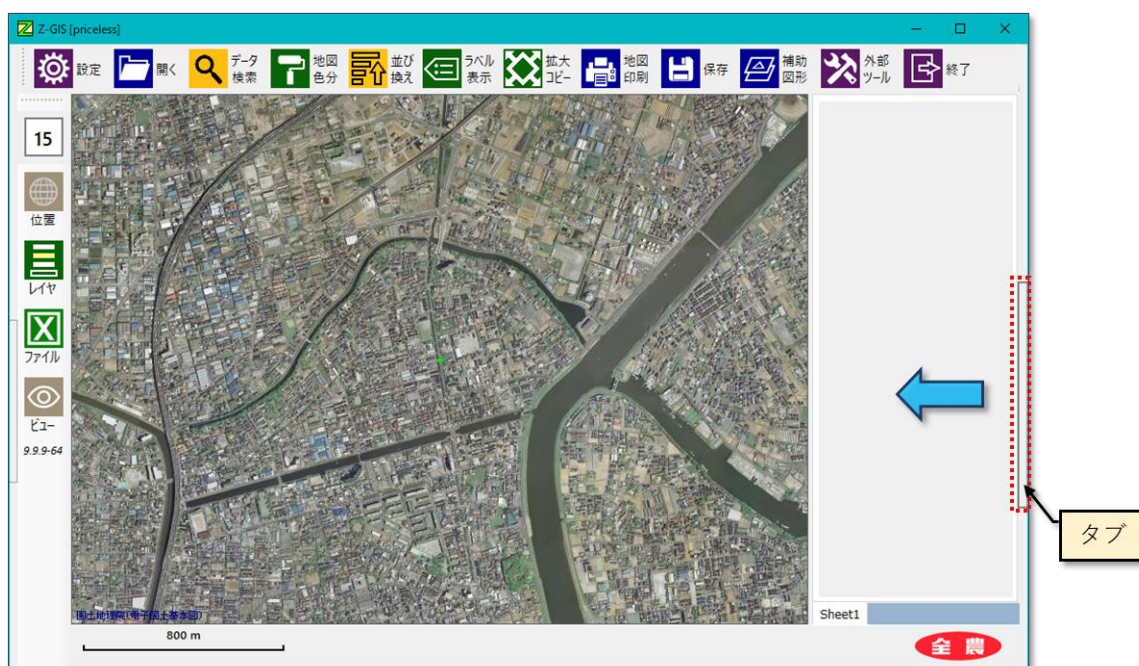 Z-GIS [priceless]
設定
開く
データ
検索
地図
色分
並び
換え
ラベル
表示
拡大
コピー
地図
印刷
保存
補助
図形
外部
ツール
終了
15
位置
レイヤ
ファイル
ビュー
9.9.9-64
タブ
国土地理院(電子国土基本図)
Sheet1
800 m
全農